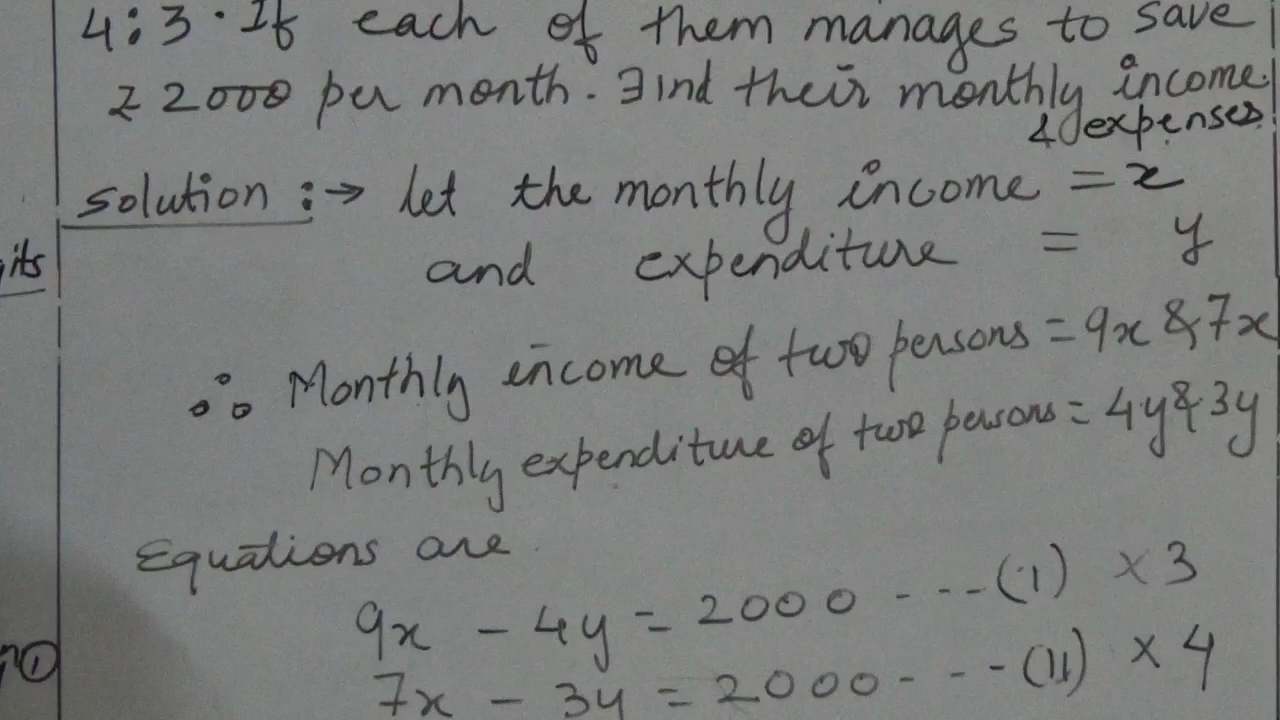 4:3. If each of them manages to save
₹ 2000 per month. Find their monthly income
& expenses.
solution :→ let the monthly income = x
and expenditure = y
its
∴ Monthly income of two persons = 9x & 7x
Monthly expenditure of two persons = 4y & 3y
Equations are
9x - 4y = 2000 - - - (i) × 3
7x - 3y = 2000 - - - (ii) × 4